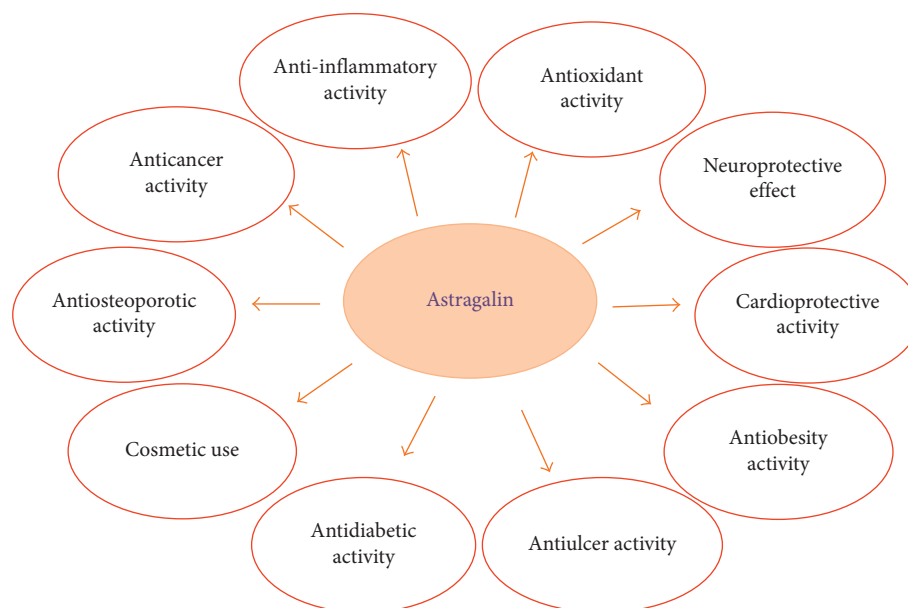 Anti-inflammatory
activity
Antioxidant
activity
Anticancer
activity
Neuroprotective
effect
Antiosteoporotic
activity
Astragalin
Cardioprotective
activity
Cosmetic use
Antiobesity
activity
Antidiabetic
activity
Antiulcer activity